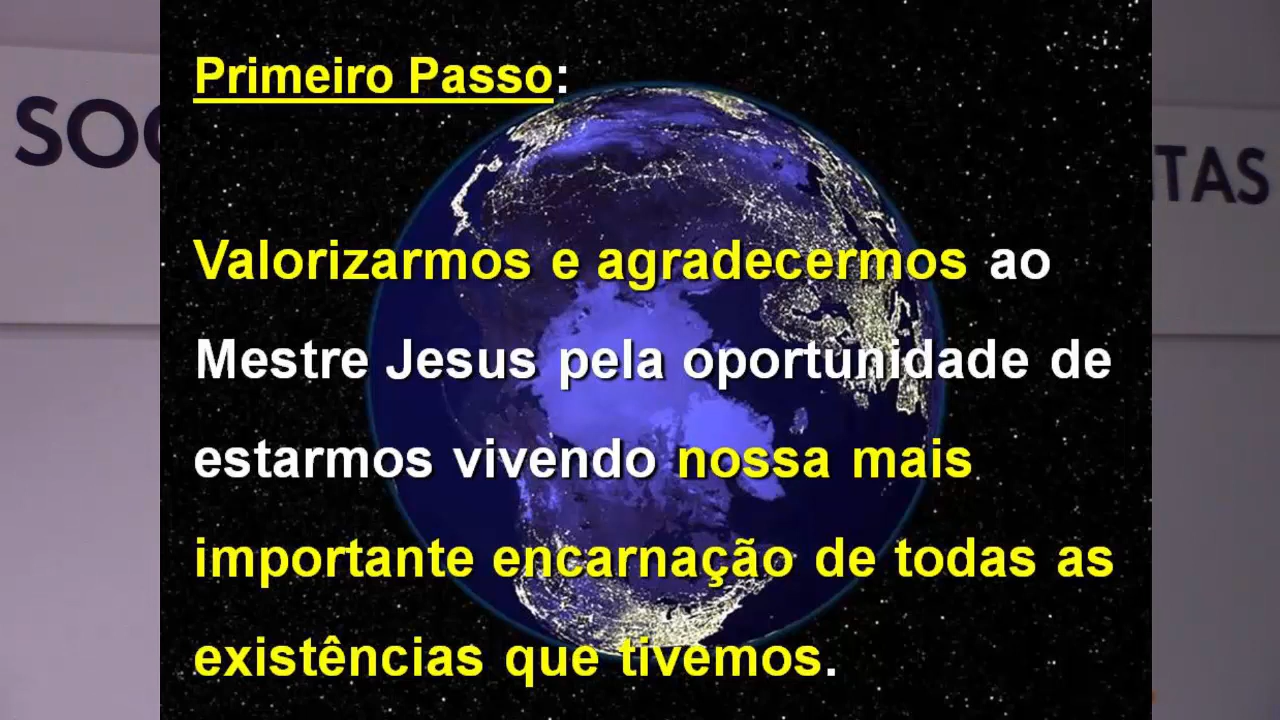 Primeiro Passo:
Valorizarmos e agradecermos ao
Mestre Jesus pela oportunidade de
estarmos vivendo nossa mais
importante encarnação de todas as
existências que tivemos.